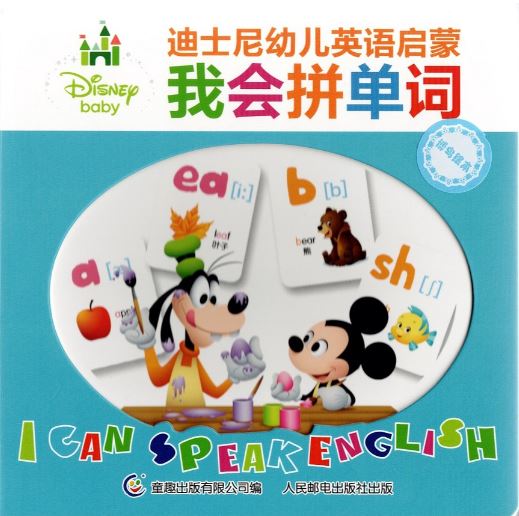 迪士尼幼儿英语启蒙
我会拼单词
Disney
baby
ea [i:]
leaf
叶子
b [b]
bear
熊
a
sh [ʃ]
I CAN SPEAK ENGLISH
童趣出版有限公司编 人民邮电出版社出版